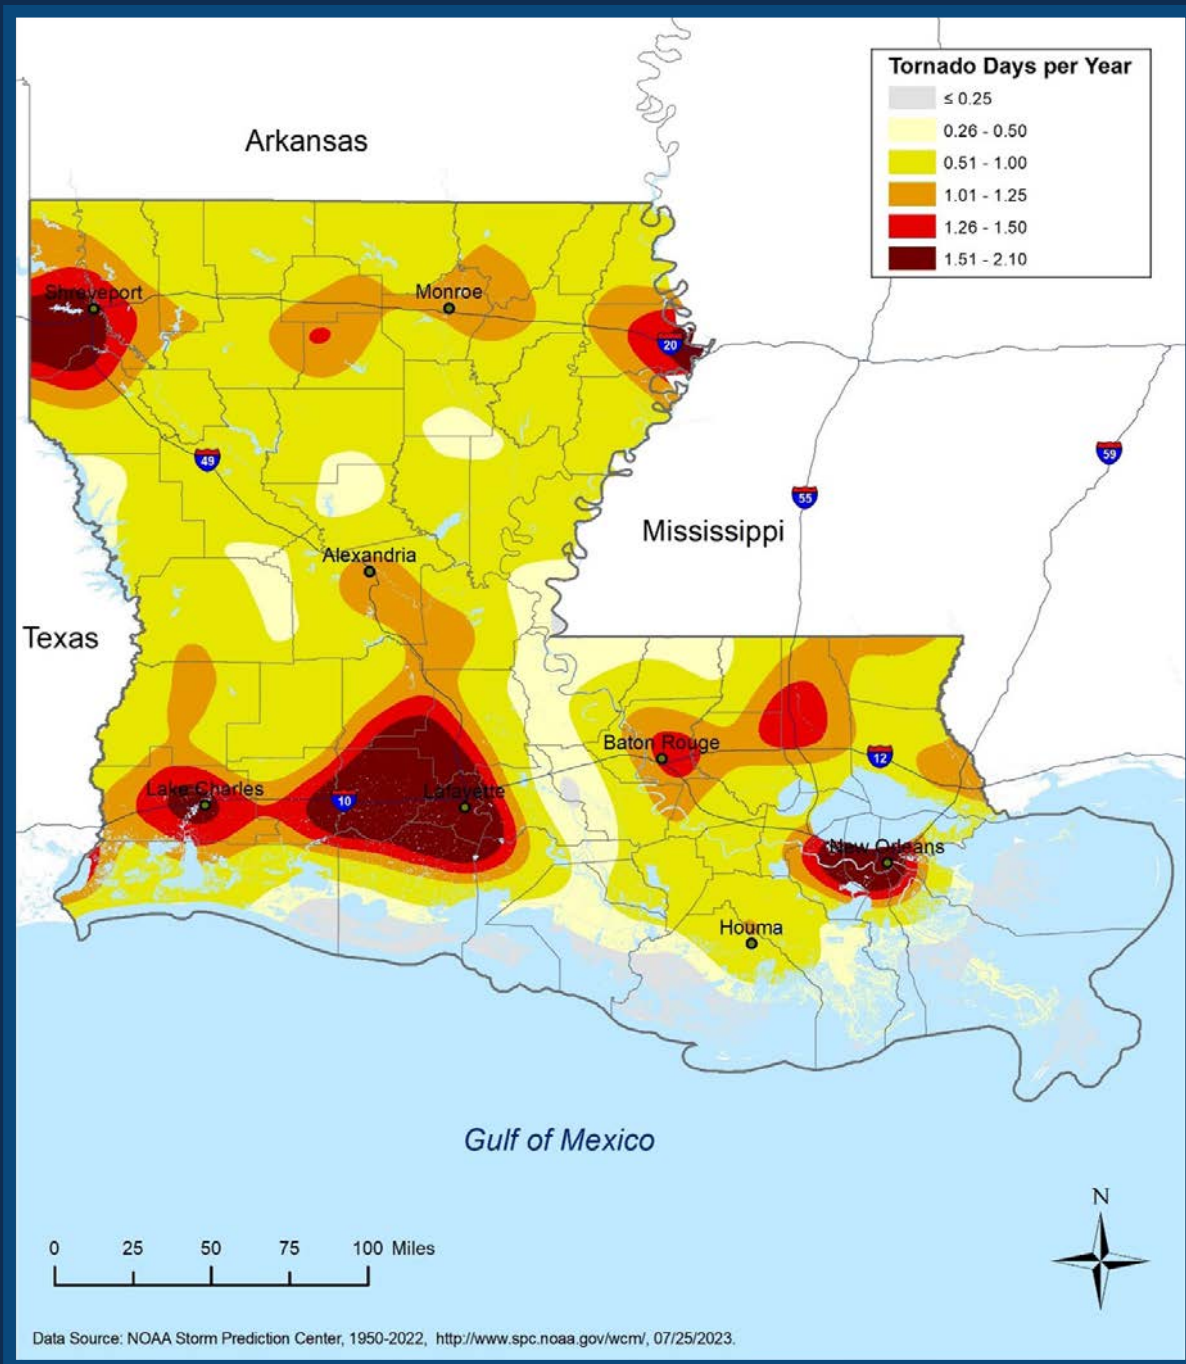 Tornado Days per Year
≤ 0.25
0.26 - 0.50
0.51 - 1.00
1.01 - 1.25
1.26 - 1.50
1.51 - 2.10
Arkansas
Shreveport
Monroe
20
49
59
55
Mississippi
Alexandria
Texas
Baton Rouge
12
Lake Charles
10
Lafayette
New Orleans
Houma
Gulf of Mexico
N
0 25 50 75 100 Miles
Data Source: NOAA Storm Prediction Center, 1950-2022, http://www.spc.noaa.gov/wcm/, 07/25/2023.